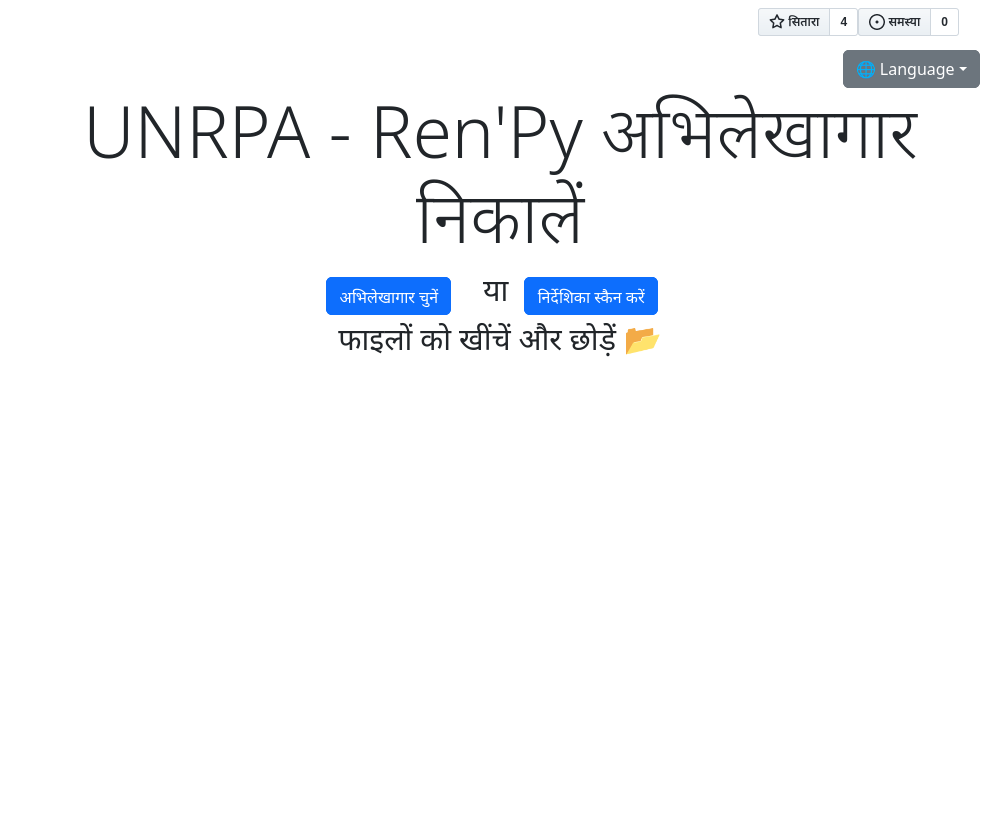 सितारा 4 समस्या 0
🌐 Language
UNRPA - Ren'Py अभिलेखागार
निकालें
अभिलेखागार चुनें या निर्देशिका स्कैन करें
फाइलों को खींचें और छोड़ें 📂